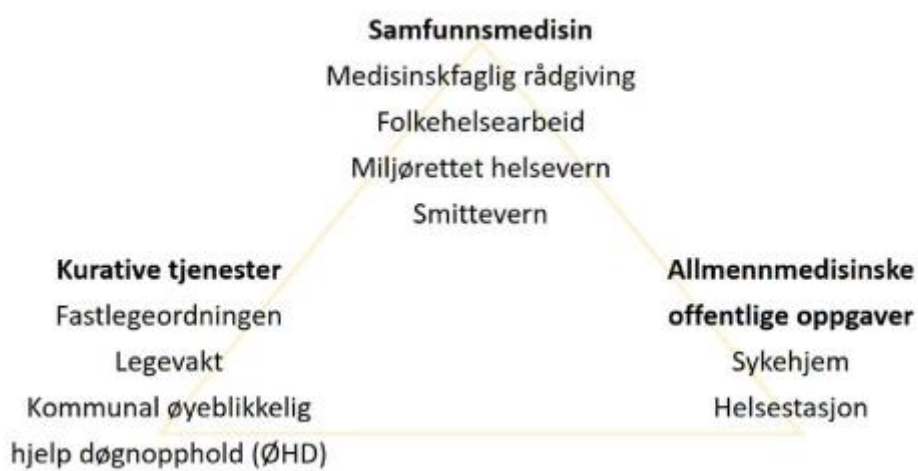 Samfunnsmedisin
Medisinskfaglig rådgiving
Folkehelsearbeid
Miljørettet helsevern
Smittevern
Kurative tjenester
Fastlegeordningen
Legevakt
Kommunal øyeblikkelig
hjelp døgnopphold (ØHD)
Allmennmedisinske
offentlige oppgaver
Sykehjem
Helsestasjon